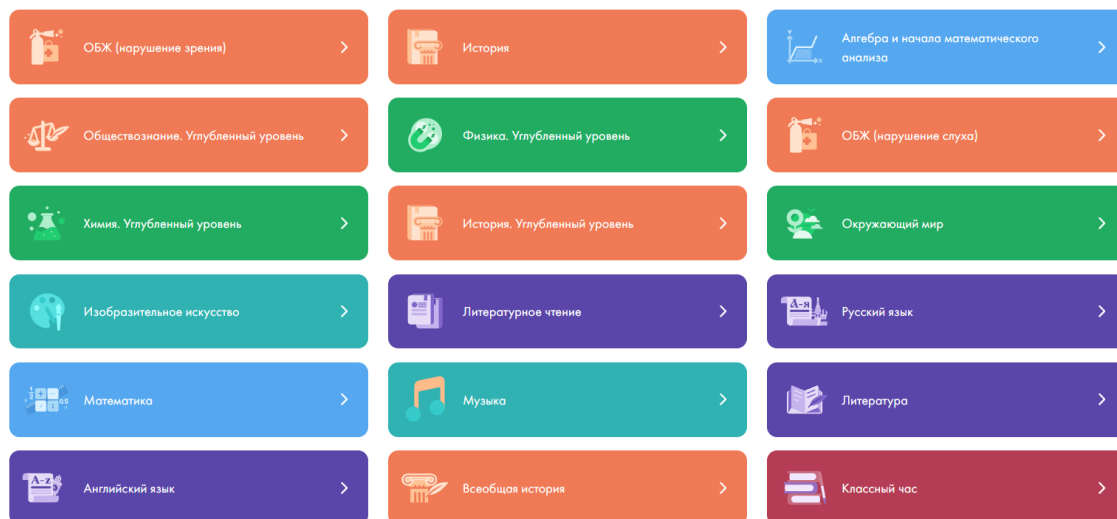 ОБЖ (нарушение зрения)
История
Алгебра и начала математического
анализа
Обществознание. Углубленный уровень
Физика. Углубленный уровень
ОБЖ (нарушение слуха)
Химия. Углубленный уровень
История. Углубленный уровень
Окружающий мир
Изобразительное искусство
Литературное чтение
А-я
Русский язык
Математика
Музыка
Литература
A-z
Английский язык
Всеобщая история
Классный час